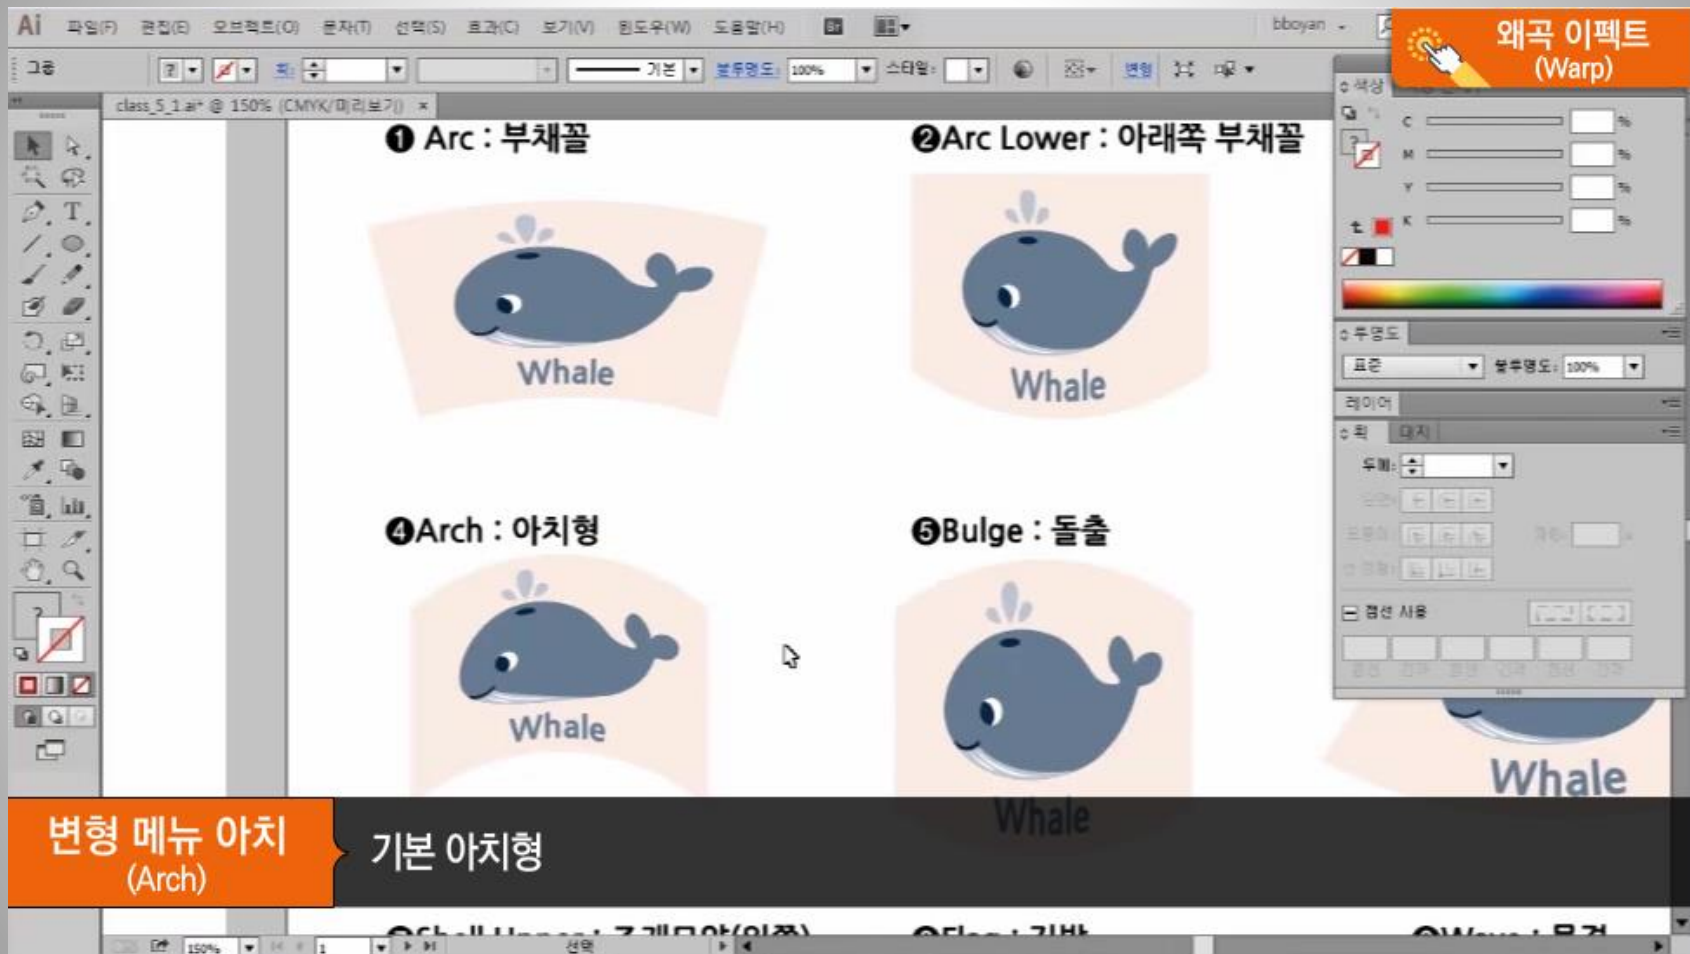 Ai 파일(F) 편집(E) 오브젝트(O) 문자(T) 선택(S) 효과(C) 보기(V) 윈도우(W) 도움말(H) Br bboyan
왜곡 이펙트
(Warp)
그룹 ? 획: 기본 불투명도: 100% 스타일: 변형
class_5_1.ai* @ 150% (CMYK/미리보기) ×
색상
C %
M %
Y %
K %
❶ Arc : 부채꼴
❷Arc Lower : 아래쪽 부채꼴
Whale
Whale
투명도
표준 불투명도: 100%
레이어
획 대지
두께:
점선 사용
❹Arch : 아치형
❺Bulge : 돌출
Whale
Whale
Whale
변형 메뉴 아치
(Arch)
기본 아치형
150% 1 선택